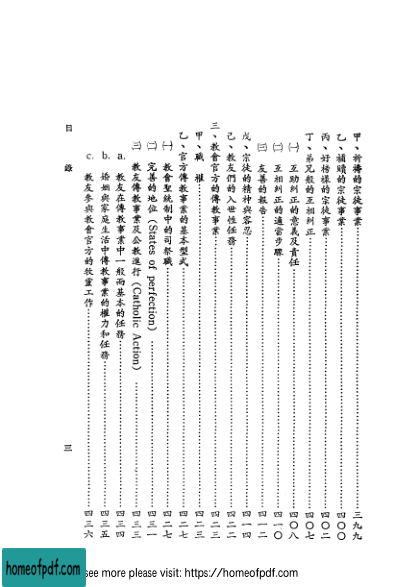 甲、祈禱的宗徒事業……三九九
乙、補贖的宗徒事業……四〇〇
丙、好榜樣的宗徒事業……四〇二
丁、弟兄般的互相糾正……四〇七
㈠ 互助糾正的意義及責任……四〇八
㈡ 互相糾正的適當步驟……四一〇
㈢ 友善的報告……四一二
戊、宗徒的精神與容忍……四一四
己、教友們的入世性任務……四二二
三、教會官方的傳教事業……四二三
甲、職權……四二三
乙、官方傳教事業的基本型式……四二七
㈠ 教會聖統制中的司祭職……四二七
㈡ 完善的地位(States of perfection)……四三一
㈢ 教友傳教事業及公教進行(Catholic Action)……四三三
a. 教友在傳教事業中一般而基本的任務……四三四
b. 婚姻與家庭生活中傳教事業的權力和任務……四三五
c. 教友參與教會官方的牧靈工作……四三六
目錄
三
homeofpdf.com
see more please visit: https://homeofpdf.com